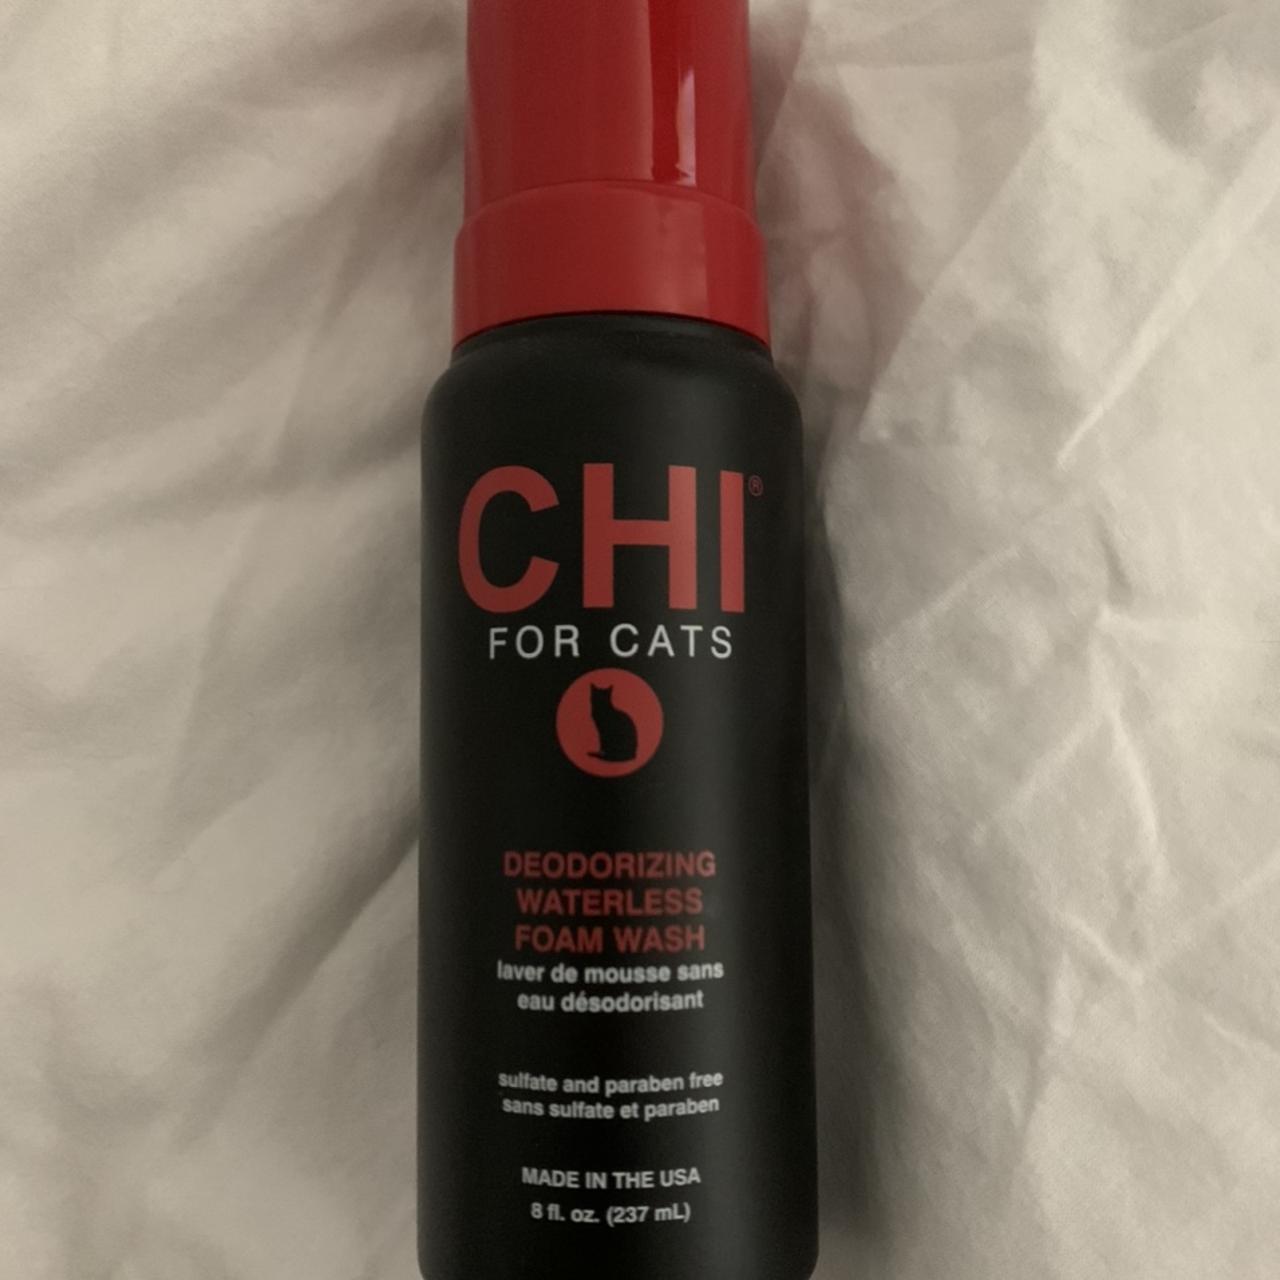 CHI®
FOR CATS
DEODORIZING
WATERLESS
FOAM WASH
laver de mousse sans
eau désodorisant
sulfate and paraben free
sans sulfate et paraben
MADE IN THE USA
8 fl. oz. (237 mL)